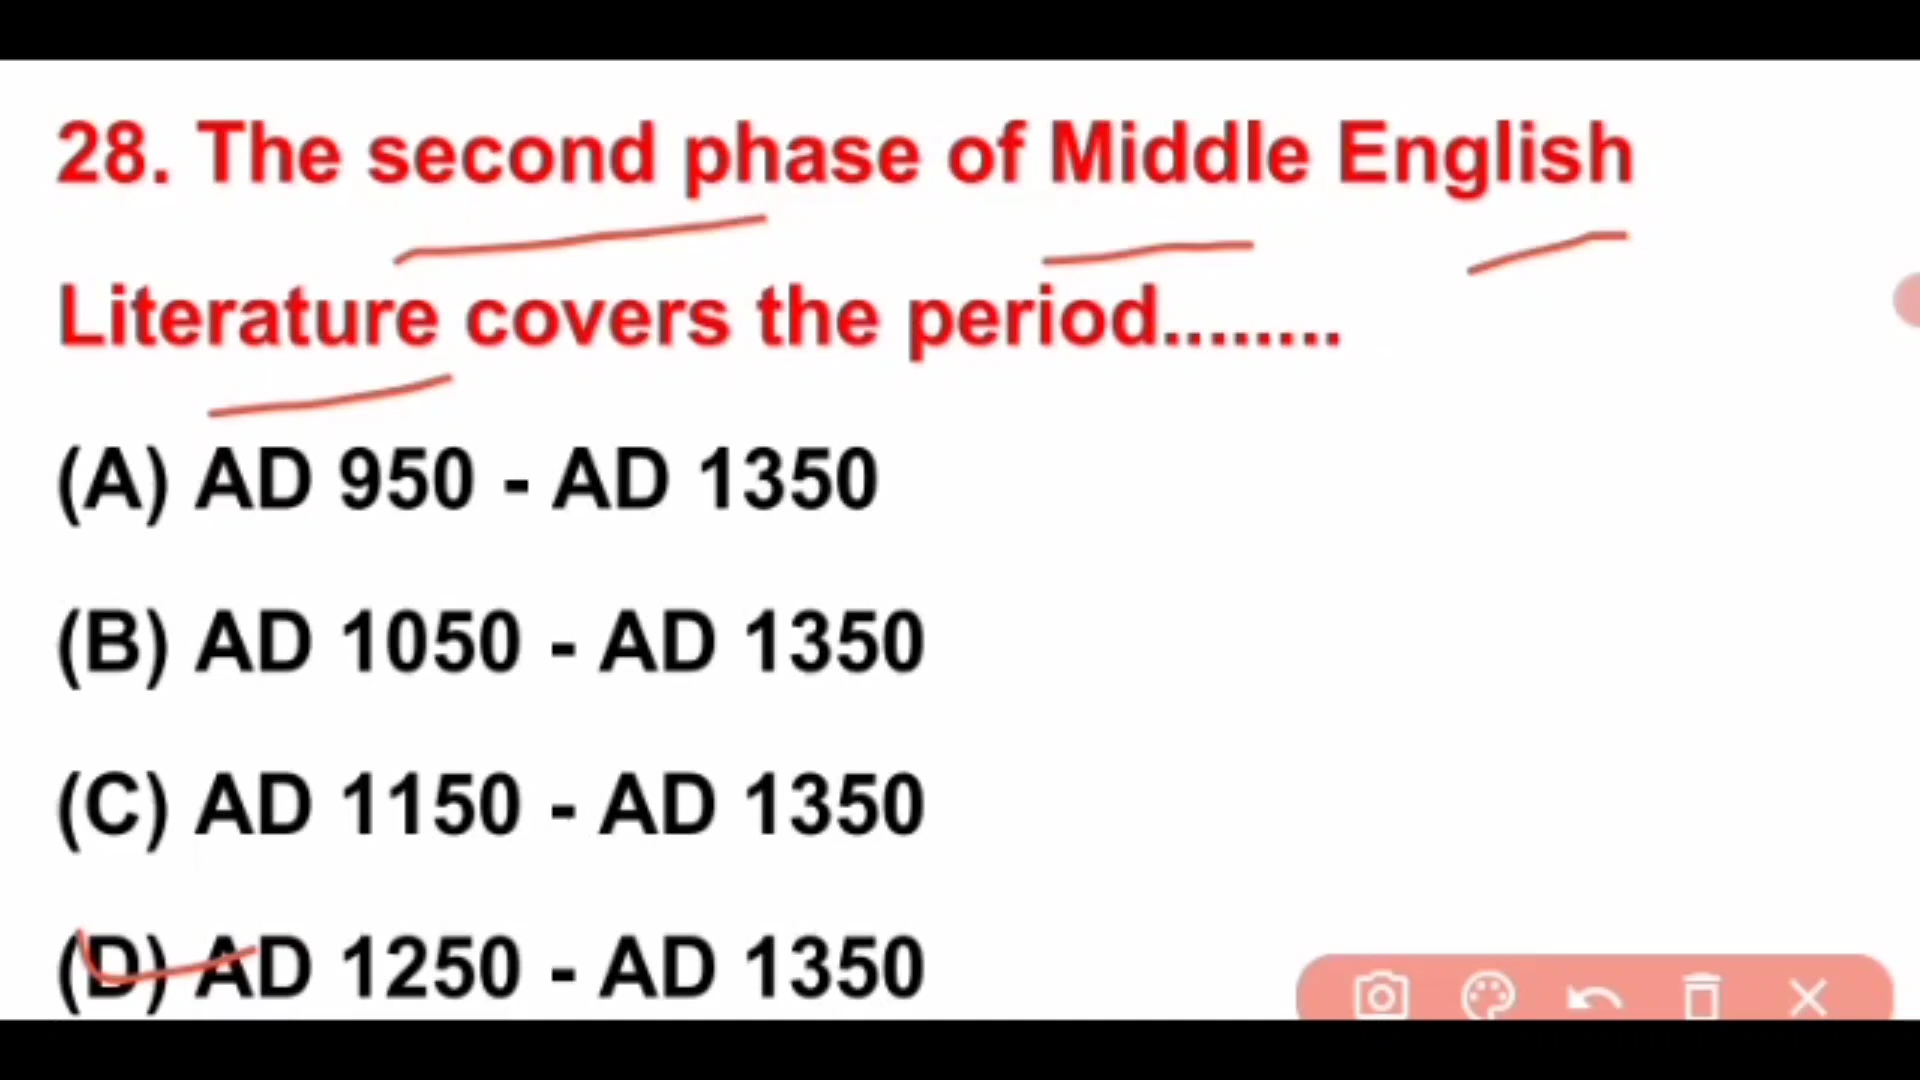 28. The second phase of Middle English
Literature covers the period........
(A) AD 950 - AD 1350
(B) AD 1050 - AD 1350
(C) AD 1150 - AD 1350
(D) AD 1250 - AD 1350